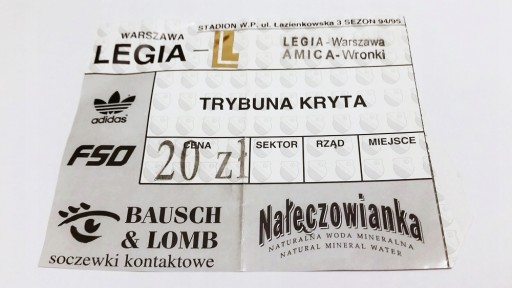 STADION W.P. ul. Łazienkowska 3 SEZON 94/95
WARSZAWA
LEGIA - L
LEGIA - Warszawa
AMICA - Wronki
adidas
TRYBUNA KRYTA
FSO
CENA
20 zł
SEKTOR
RZĄD
MIEJSCE
BAUSCH
& LOMB
soczewki kontaktowe
Nałęczowianka
NATURALNA WODA MINERALNA
NATURAL MINERAL WATER